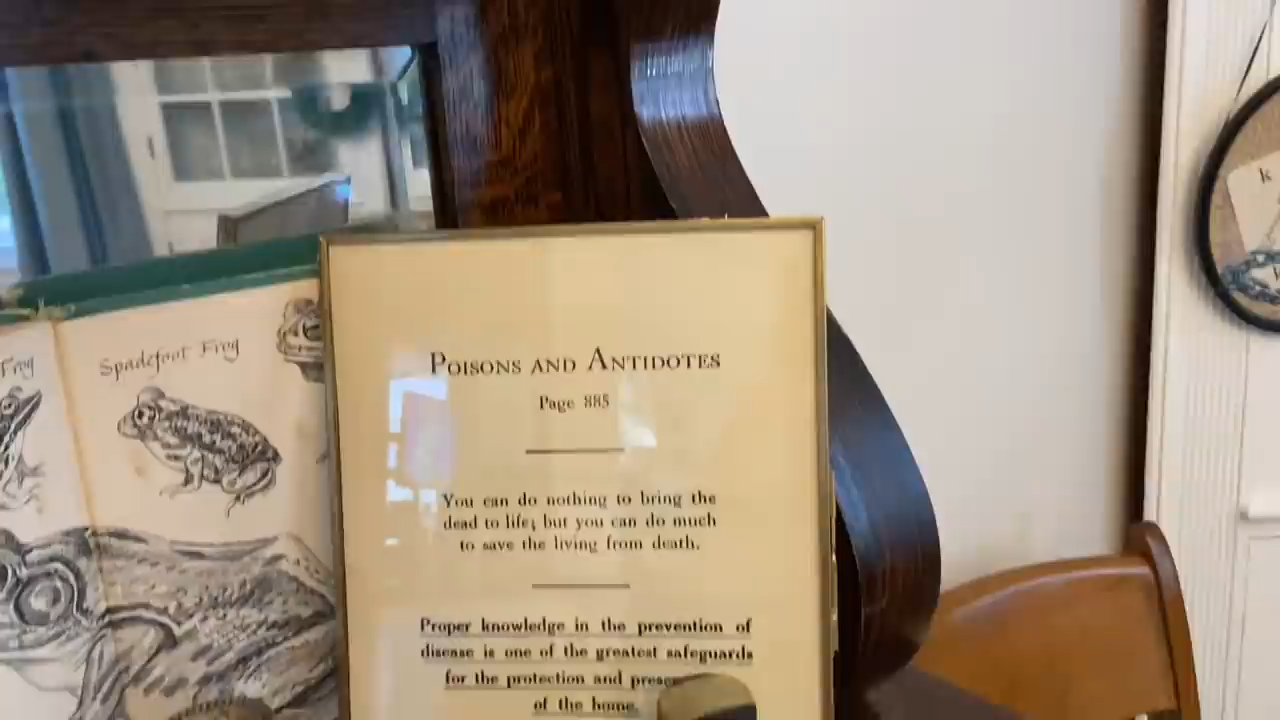 Frog
Spadefoot Frog
POISONS AND ANTIDOTES
Page 885
You can do nothing to bring the
dead to life; but you can do much
to save the living from death.
Proper knowledge in the prevention of
disease is one of the greatest safeguards
for the protection and
of the home.
k